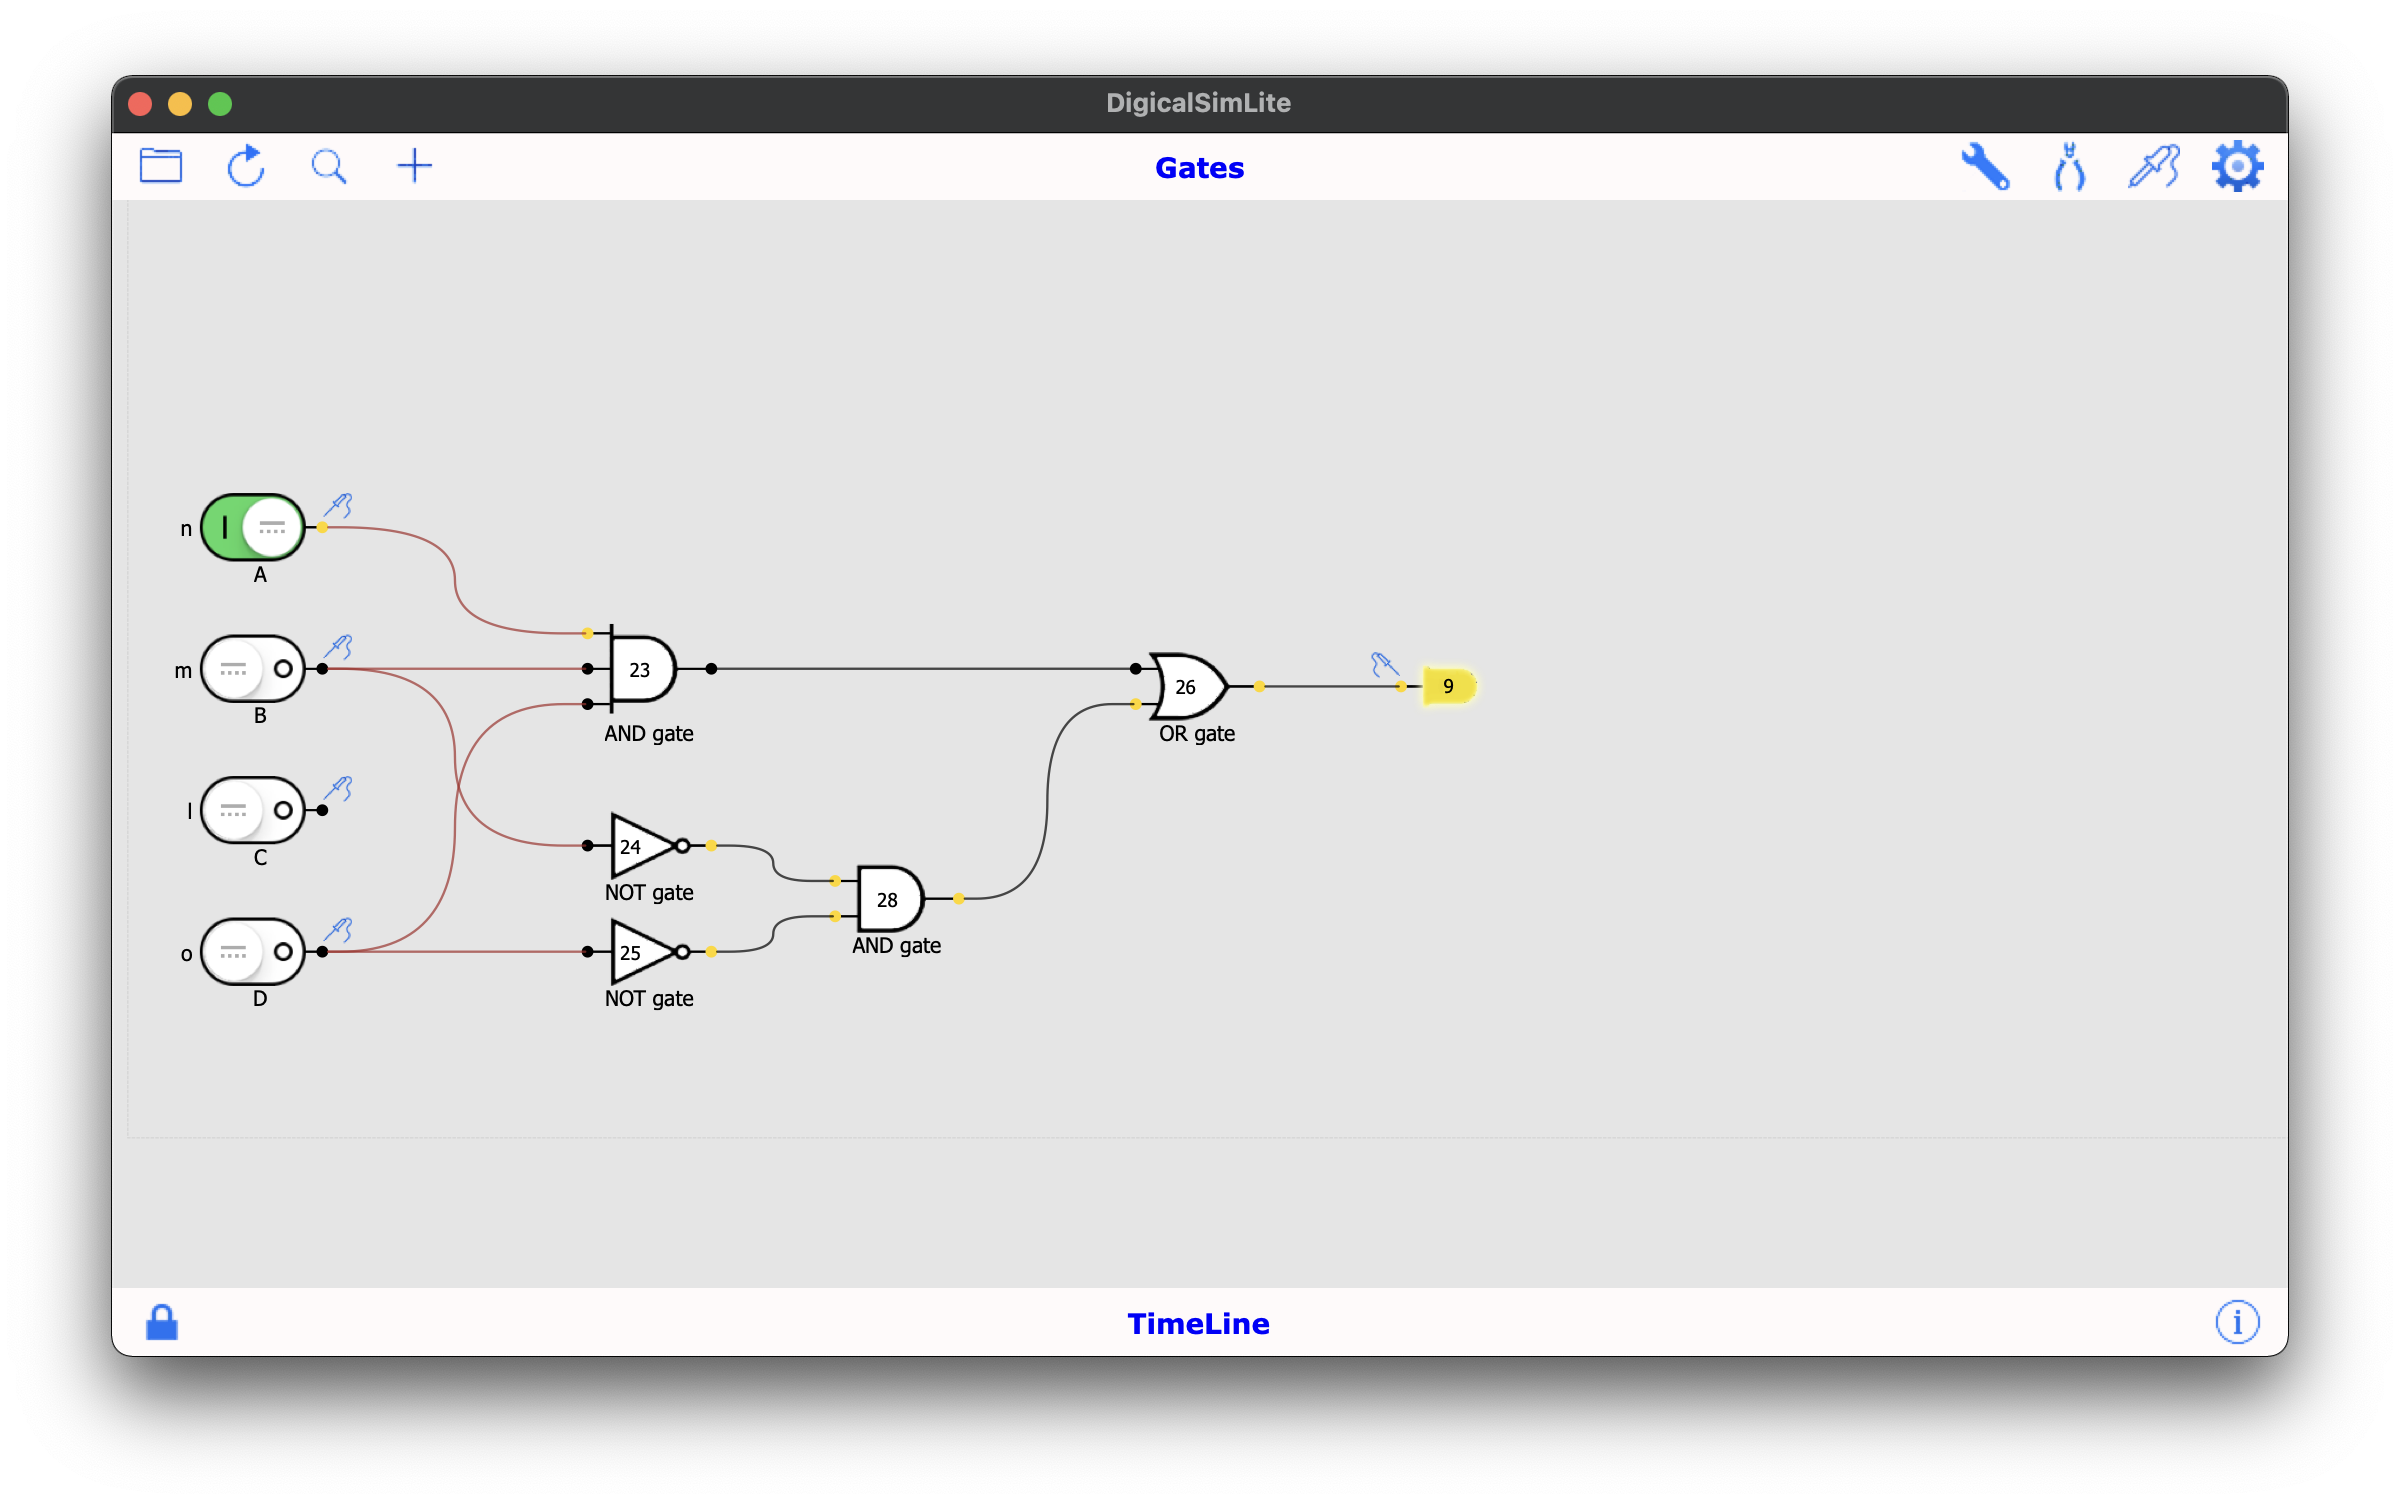 DigicalSimLite
Gates
n
A
m
B
l
C
o
D
23
AND gate
24
NOT gate
25
NOT gate
28
AND gate
26
OR gate
9
TimeLine
i